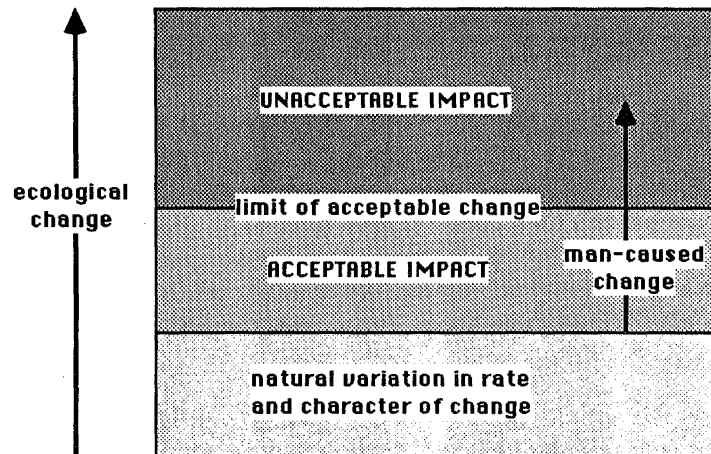 UNACCEPTABLE IMPACT
ecological
change
limit of acceptable change
ACCEPTABLE IMPACT
man-caused
change
natural variation in rate
and character of change